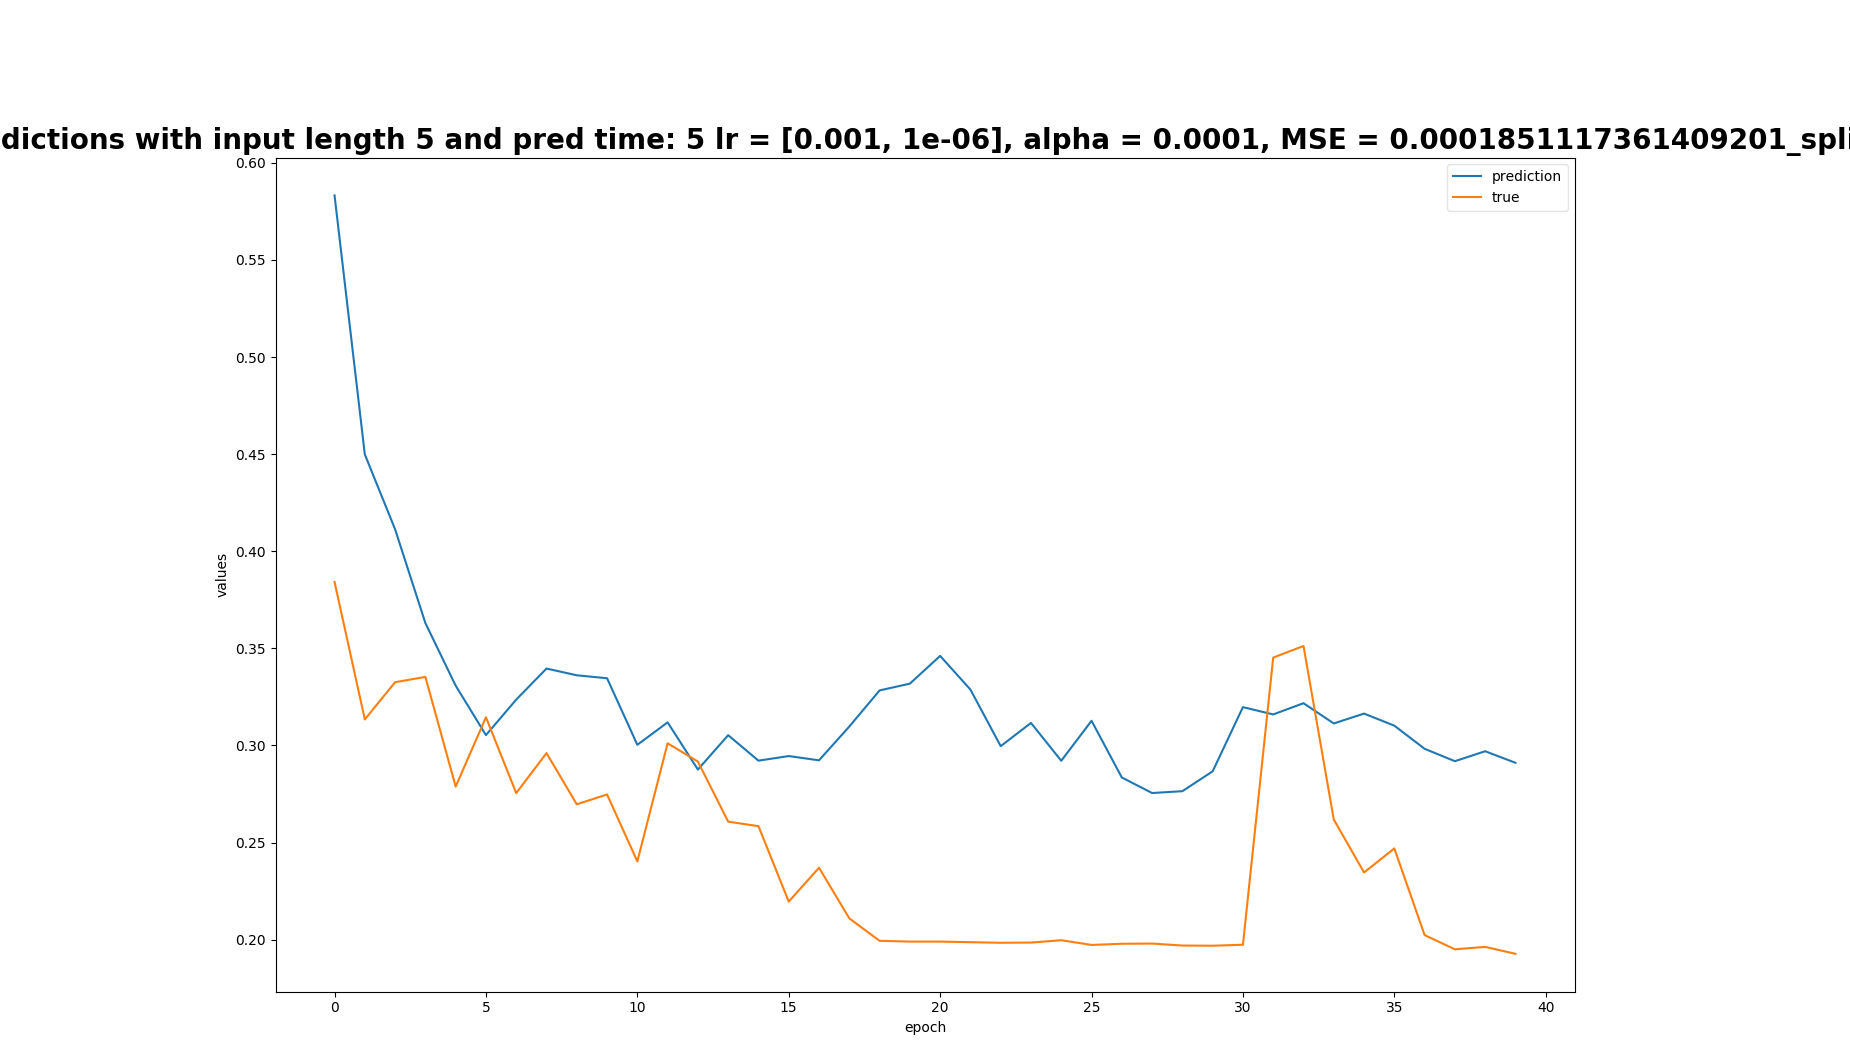 dictions with input length 5 and pred time: 5 lr = [0.001, 1e-06], alpha = 0.0001, MSE = 0.0001851117361409201_spli
prediction
true
0.60
0.55
0.50
0.45
0.40
0.35
0.30
0.25
0.20
values
0 5 10 15 20 25 30 35 40
epoch